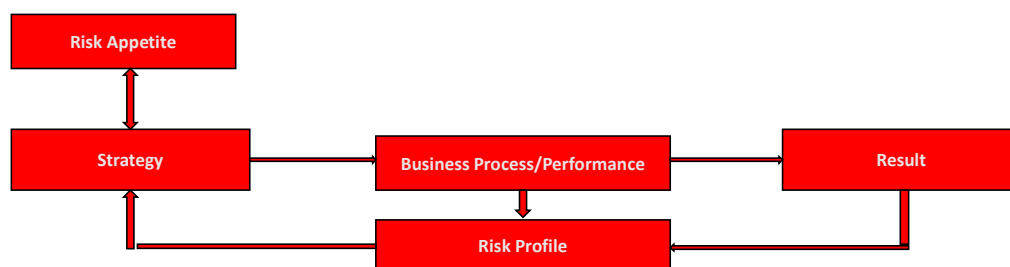 Risk Appetite
Strategy
Business Process/Performance
Result
Risk Profile